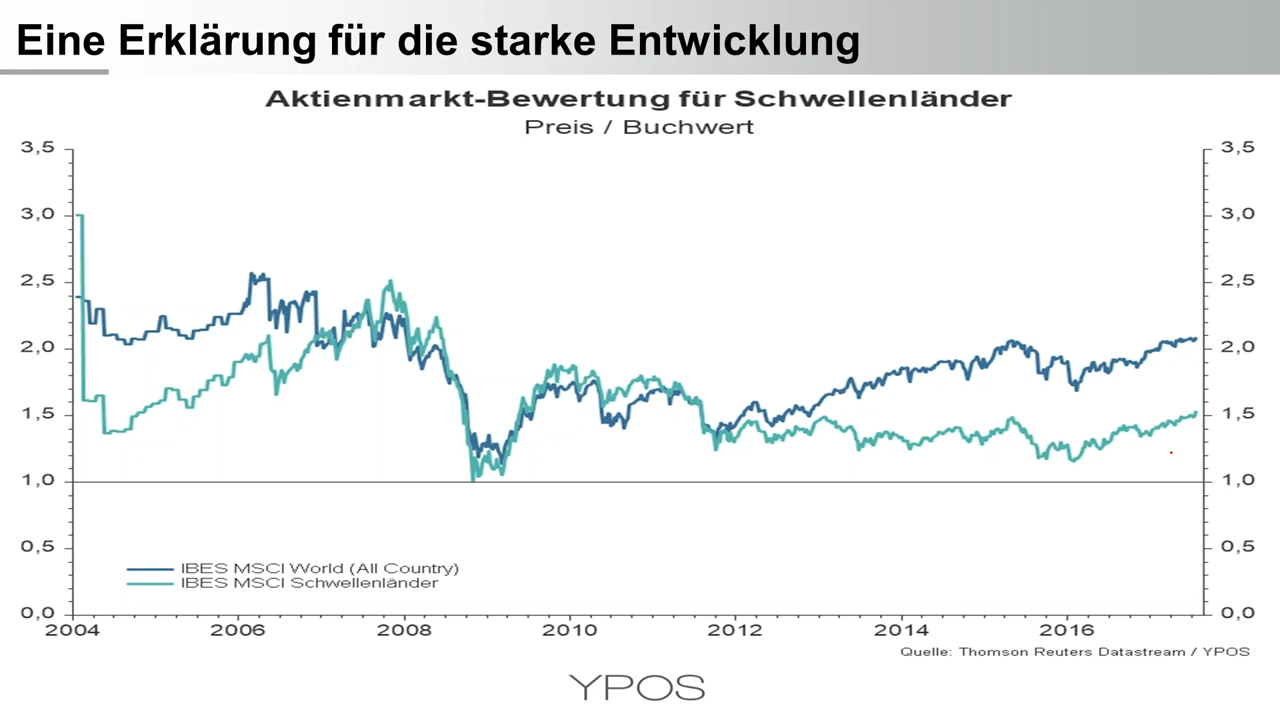 Eine Erklärung für die starke Entwicklung
Aktienmarkt-Bewertung für Schwellenländer
Preis / Buchwert
3,5 3,5
3,0 3,0
2,5 2,5
2,0 2,0
1,5 1,5
1,0 1,0
0,5 0,5
IBES MSCI World (All Country)
IBES MSCI Schwellenländer
0,0 0,0
2004 2006 2008 2010 2012 2014 2016
Quelle: Thomson Reuters Datastream / YPOS
YPOS